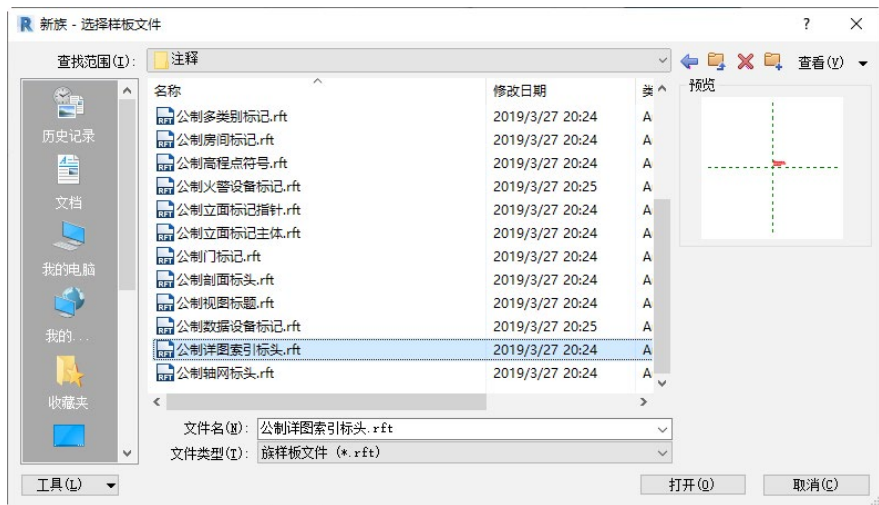 新族 - 选择样板文件
? ×
查找范围(I): 注释 查看(V)
名称 修改日期 类
公制多类别标记.rft 2019/3/27 20:24 A
公制房间标记.rft 2019/3/27 20:24 A
公制高程点符号.rft 2019/3/27 20:24 A
公制火警设备标记.rft 2019/3/27 20:25 A
公制立面标记指针.rft 2019/3/27 20:24 A
公制立面标记主体.rft 2019/3/27 20:24 A
公制门标记.rft 2019/3/27 20:24 A
公制剖面标头.rft 2019/3/27 20:24 A
公制视图标题.rft 2019/3/27 20:24 A
公制数据设备标记.rft 2019/3/27 20:25 A
公制详图索引标头.rft 2019/3/27 20:24 A
公制轴网标头.rft 2019/3/27 20:24 A
历史记录
文档
我的电脑
我的...
收藏夹
预览
文件名(N): 公制详图索引标头.rft
文件类型(T): 族样板文件 (*.rft)
工具(L) 打开(O) 取消(C)